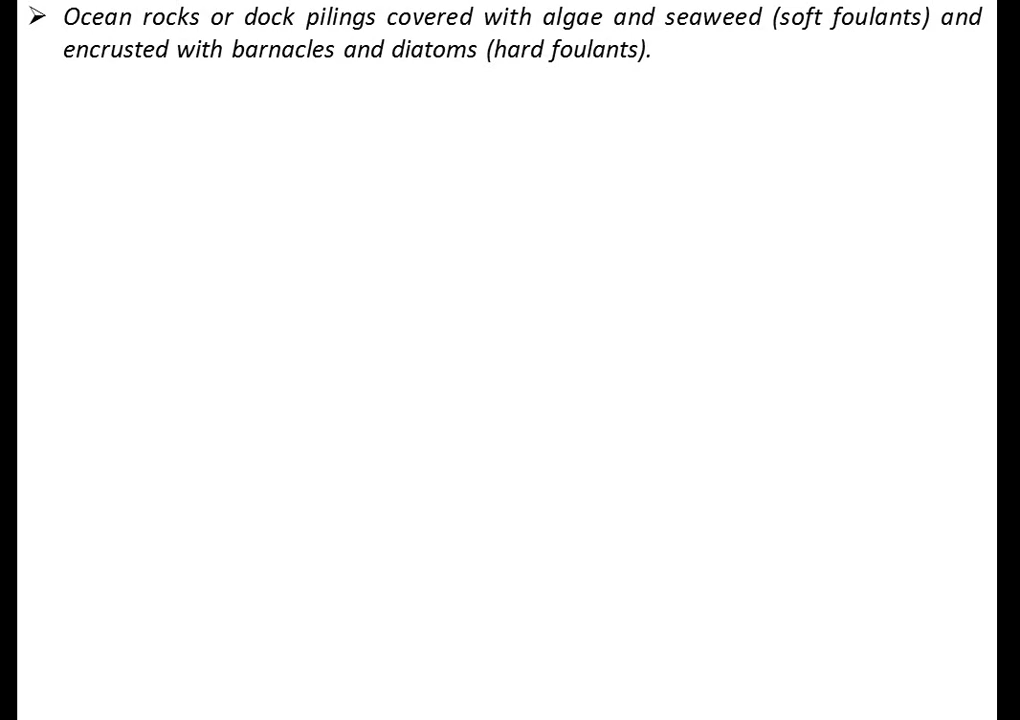 ➢ Ocean rocks or dock pilings covered with algae and seaweed (soft foulants) and
encrusted with barnacles and diatoms (hard foulants).